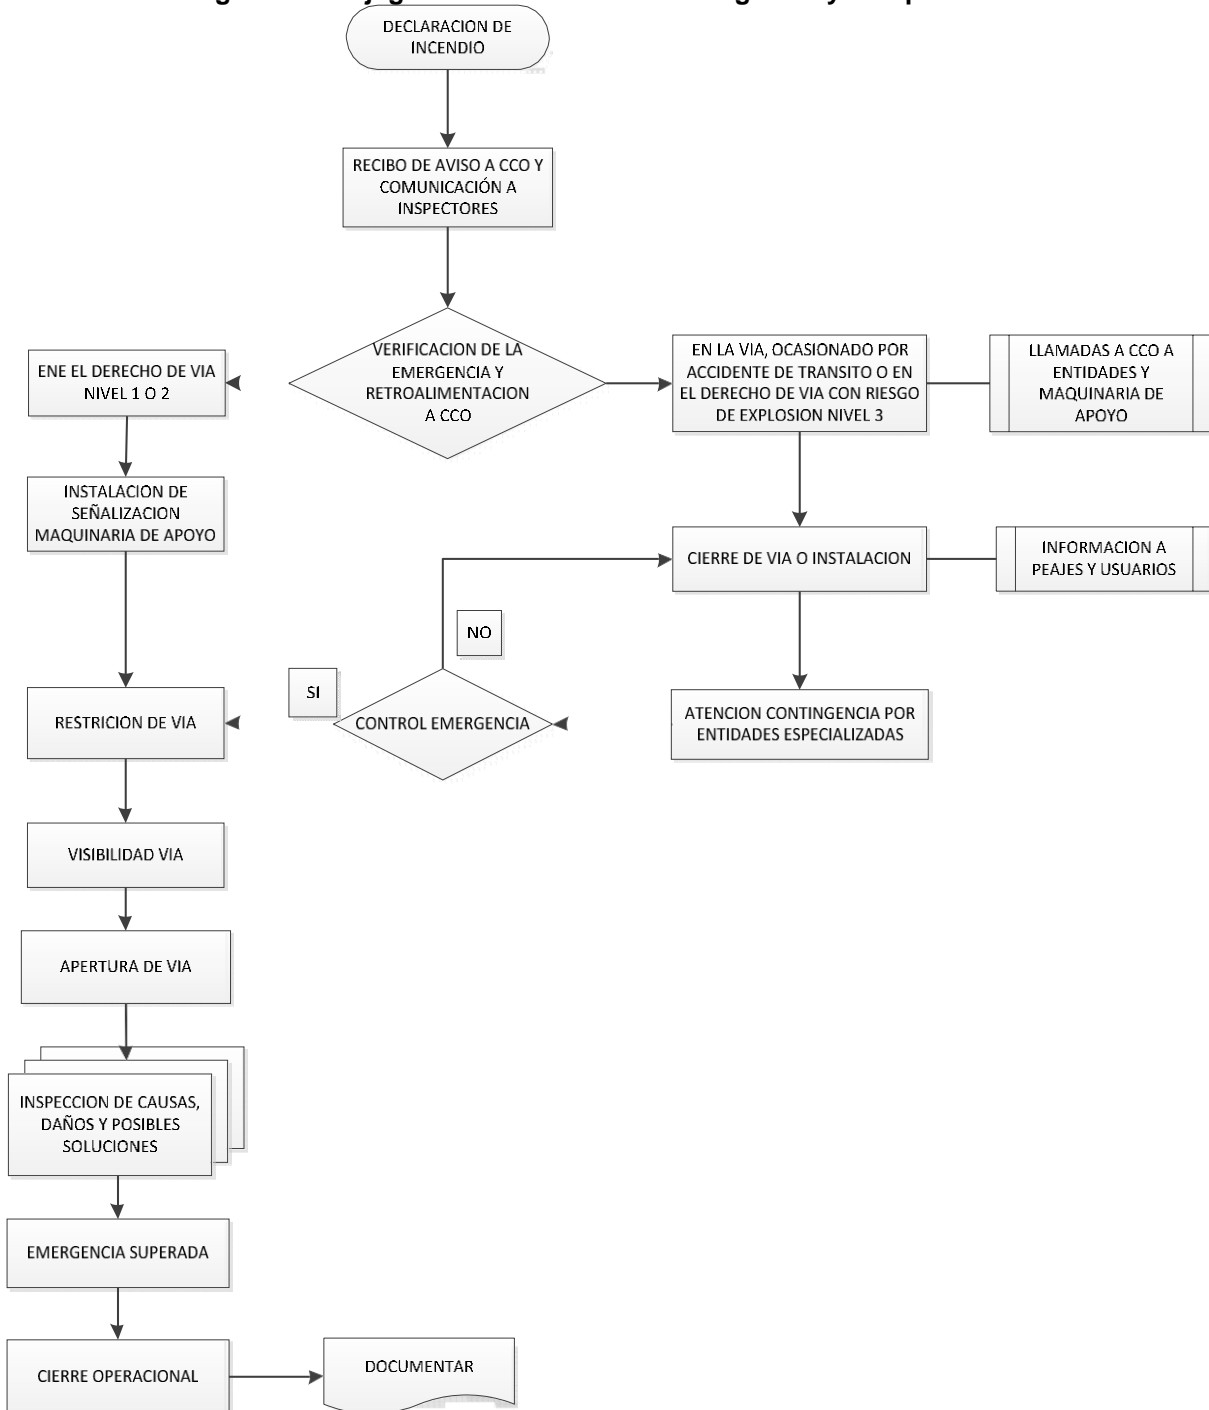 DECLARACION DE
INCENDIO
RECIBO DE AVISO A CCO Y
COMUNICACIÓN A
INSPECTORES
VERIFICACION DE LA
EMERGENCIA Y
RETROALIMENTACION
A CCO
ENE EL DERECHO DE VIA
NIVEL 1 O 2
EN LA VIA, OCASIONADO POR
ACCIDENTE DE TRANSITO O EN
EL DERECHO DE VIA CON RIESGO
DE EXPLOSION NIVEL 3
LLAMADAS A CCO A
ENTIDADES Y
MAQUINARIA DE
APOYO
INSTALACION DE
SEÑALIZACION
MAQUINARIA DE APOYO
CIERRE DE VIA O INSTALACION
INFORMACION A
PEAJES Y USUARIOS
NO
SI
RESTRICION DE VIA
CONTROL EMERGENCIA
ATENCION CONTINGENCIA POR
ENTIDADES ESPECIALIZADAS
VISIBILIDAD VIA
APERTURA DE VIA
INSPECCION DE CAUSAS,
DAÑOS Y POSIBLES
SOLUCIONES
EMERGENCIA SUPERADA
CIERRE OPERACIONAL
DOCUMENTAR